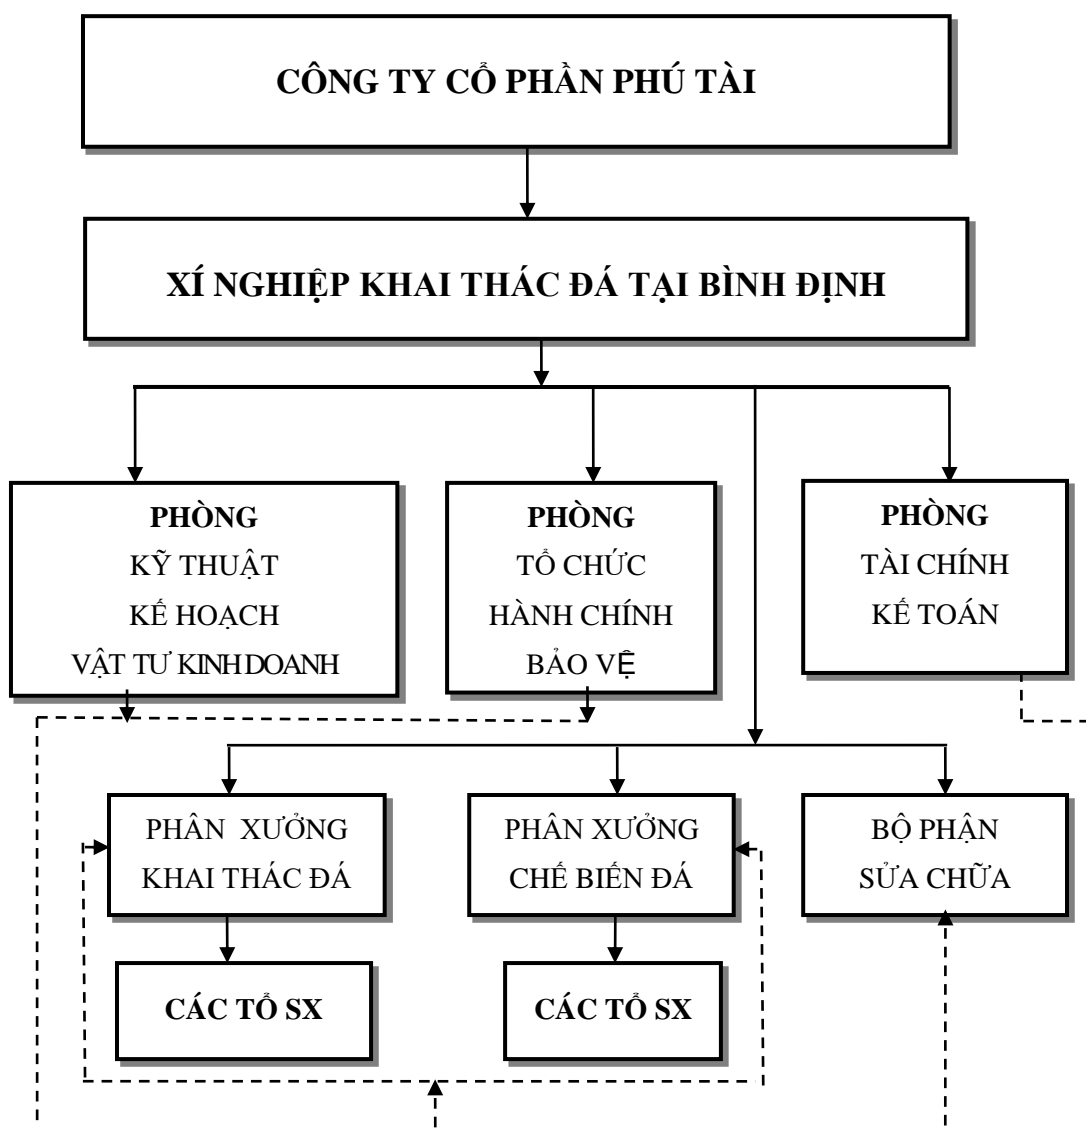 CÔNG TY CỔ PHẦN PHÚ TÀI
XÍ NGHIỆP KHAI THÁC ĐÁ TẠI BÌNH ĐỊNH
PHÒNG
KỸ THUẬT
KẾ HOẠCH
VẬT TƯ KINH DOANH
PHÒNG
TỔ CHỨC
HÀNH CHÍNH
BẢO VỆ
PHÒNG
TÀI CHÍNH
KẾ TOÁN
PHÂN XƯỞNG
KHAI THÁC ĐÁ
PHÂN XƯỞNG
CHẾ BIẾN ĐÁ
BỘ PHẬN
SỬA CHỮA
CÁC TỔ SX
CÁC TỔ SX